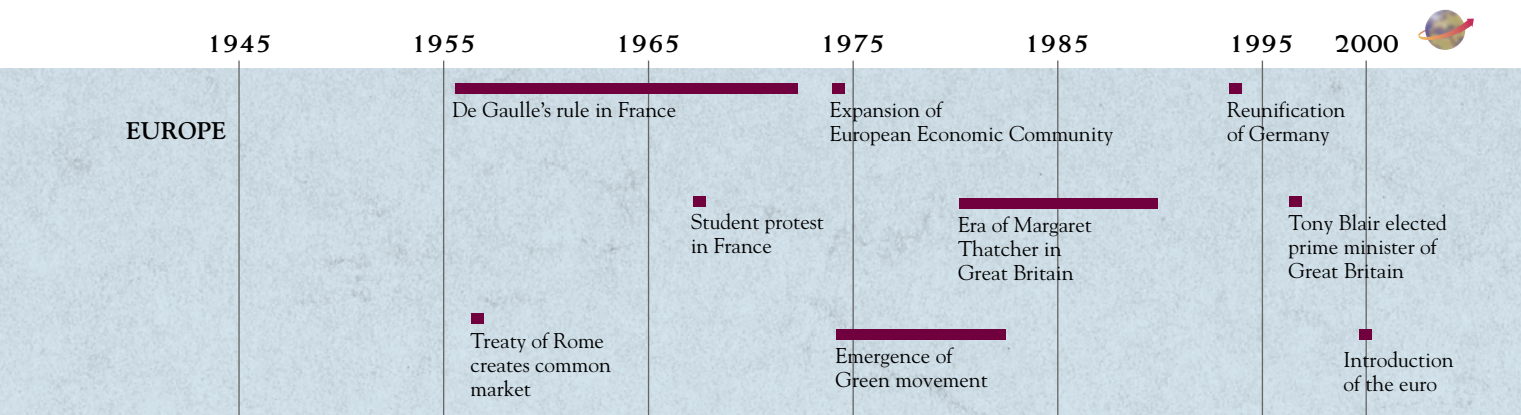 1945 1955 1965 1975 1985 1995 2000
EUROPE
De Gaulle’s rule in France
Expansion of
European Economic Community
Reunification
of Germany
Student protest
in France
Era of Margaret
Thatcher in
Great Britain
Tony Blair elected
prime minister of
Great Britain
Treaty of Rome
creates common
market
Emergence of
Green movement
Introduction
of the euro